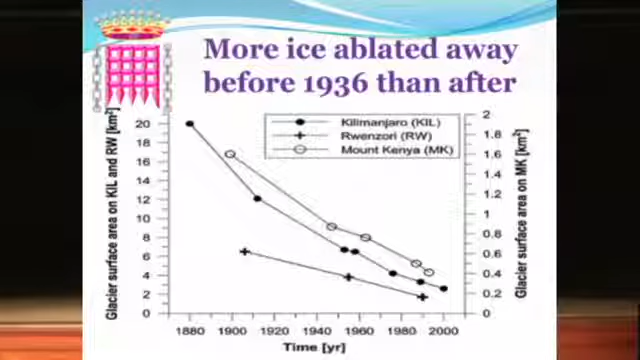 More ice ablated away
before 1936 than after
Glacier surface area on KIL and RW [km²]
20
18
16
14
12
10
8
6
4
2
0
Kilimanjaro (KIL)
Rwenzori (RW)
Mount Kenya (MK)
2
1.8
1.6
1.4
1.2
1
0.8
0.6
0.4
0.2
0
Glacier surface area on MK [km²]
1880 1900 1920 1940 1960 1980 2000
Time [yr]